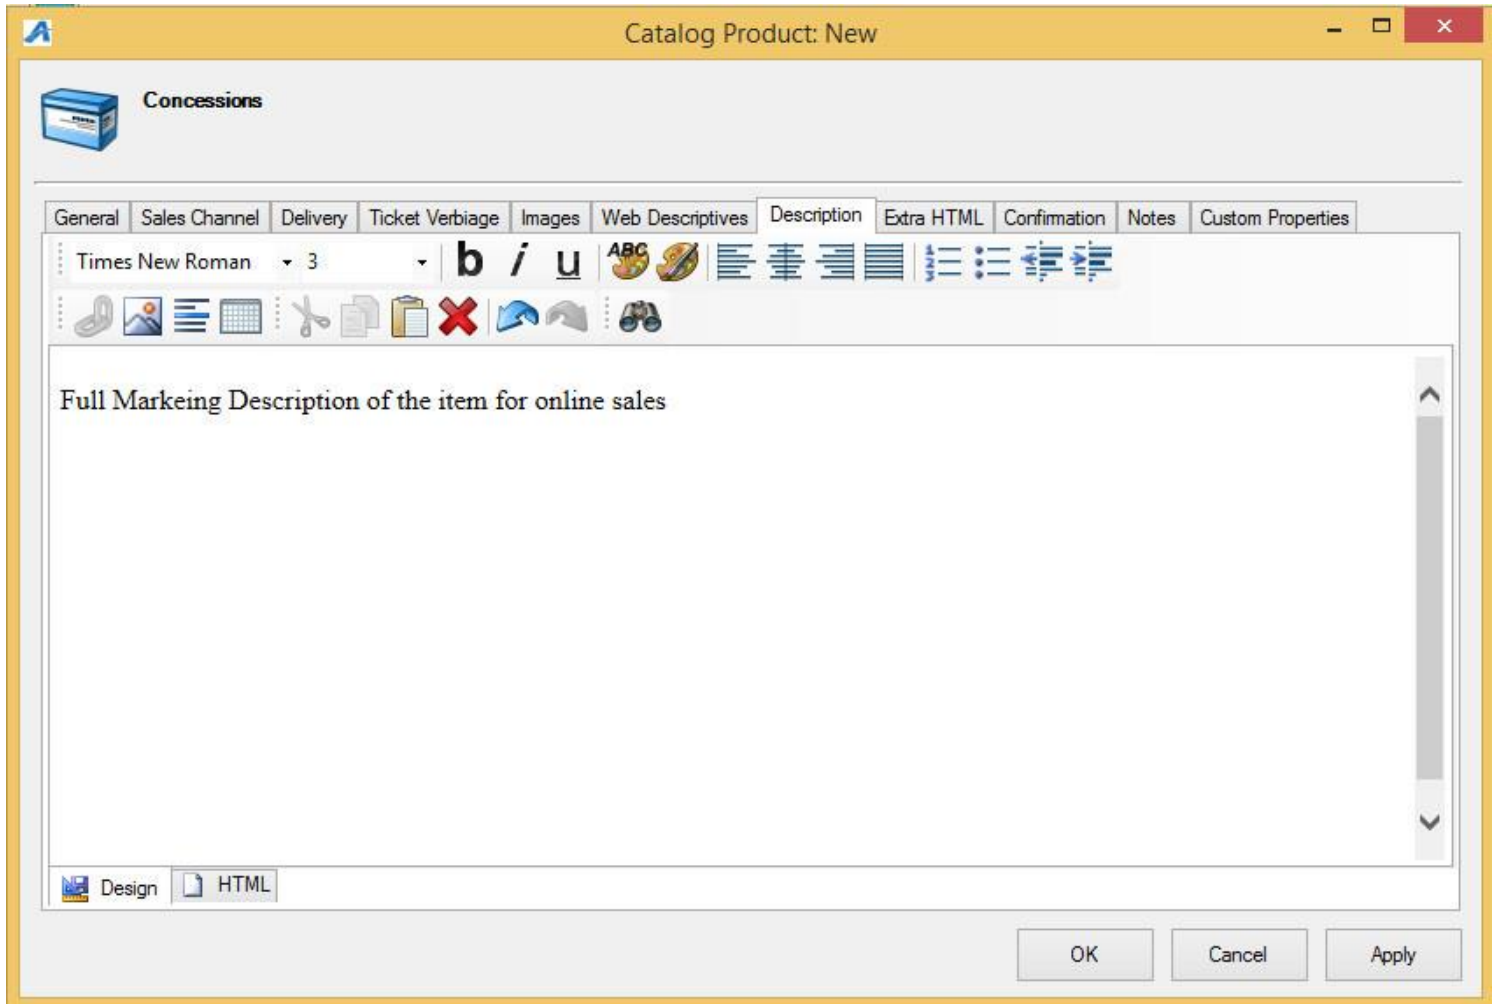 Catalog Product: New
Concessions
General Sales Channel Delivery Ticket Verbiage Images Web Descriptives Description Extra HTML Confirmation Notes Custom Properties
Times New Roman 3 b i u ABC
Full Markeing Description of the item for online sales
Design HTML
OK Cancel Apply